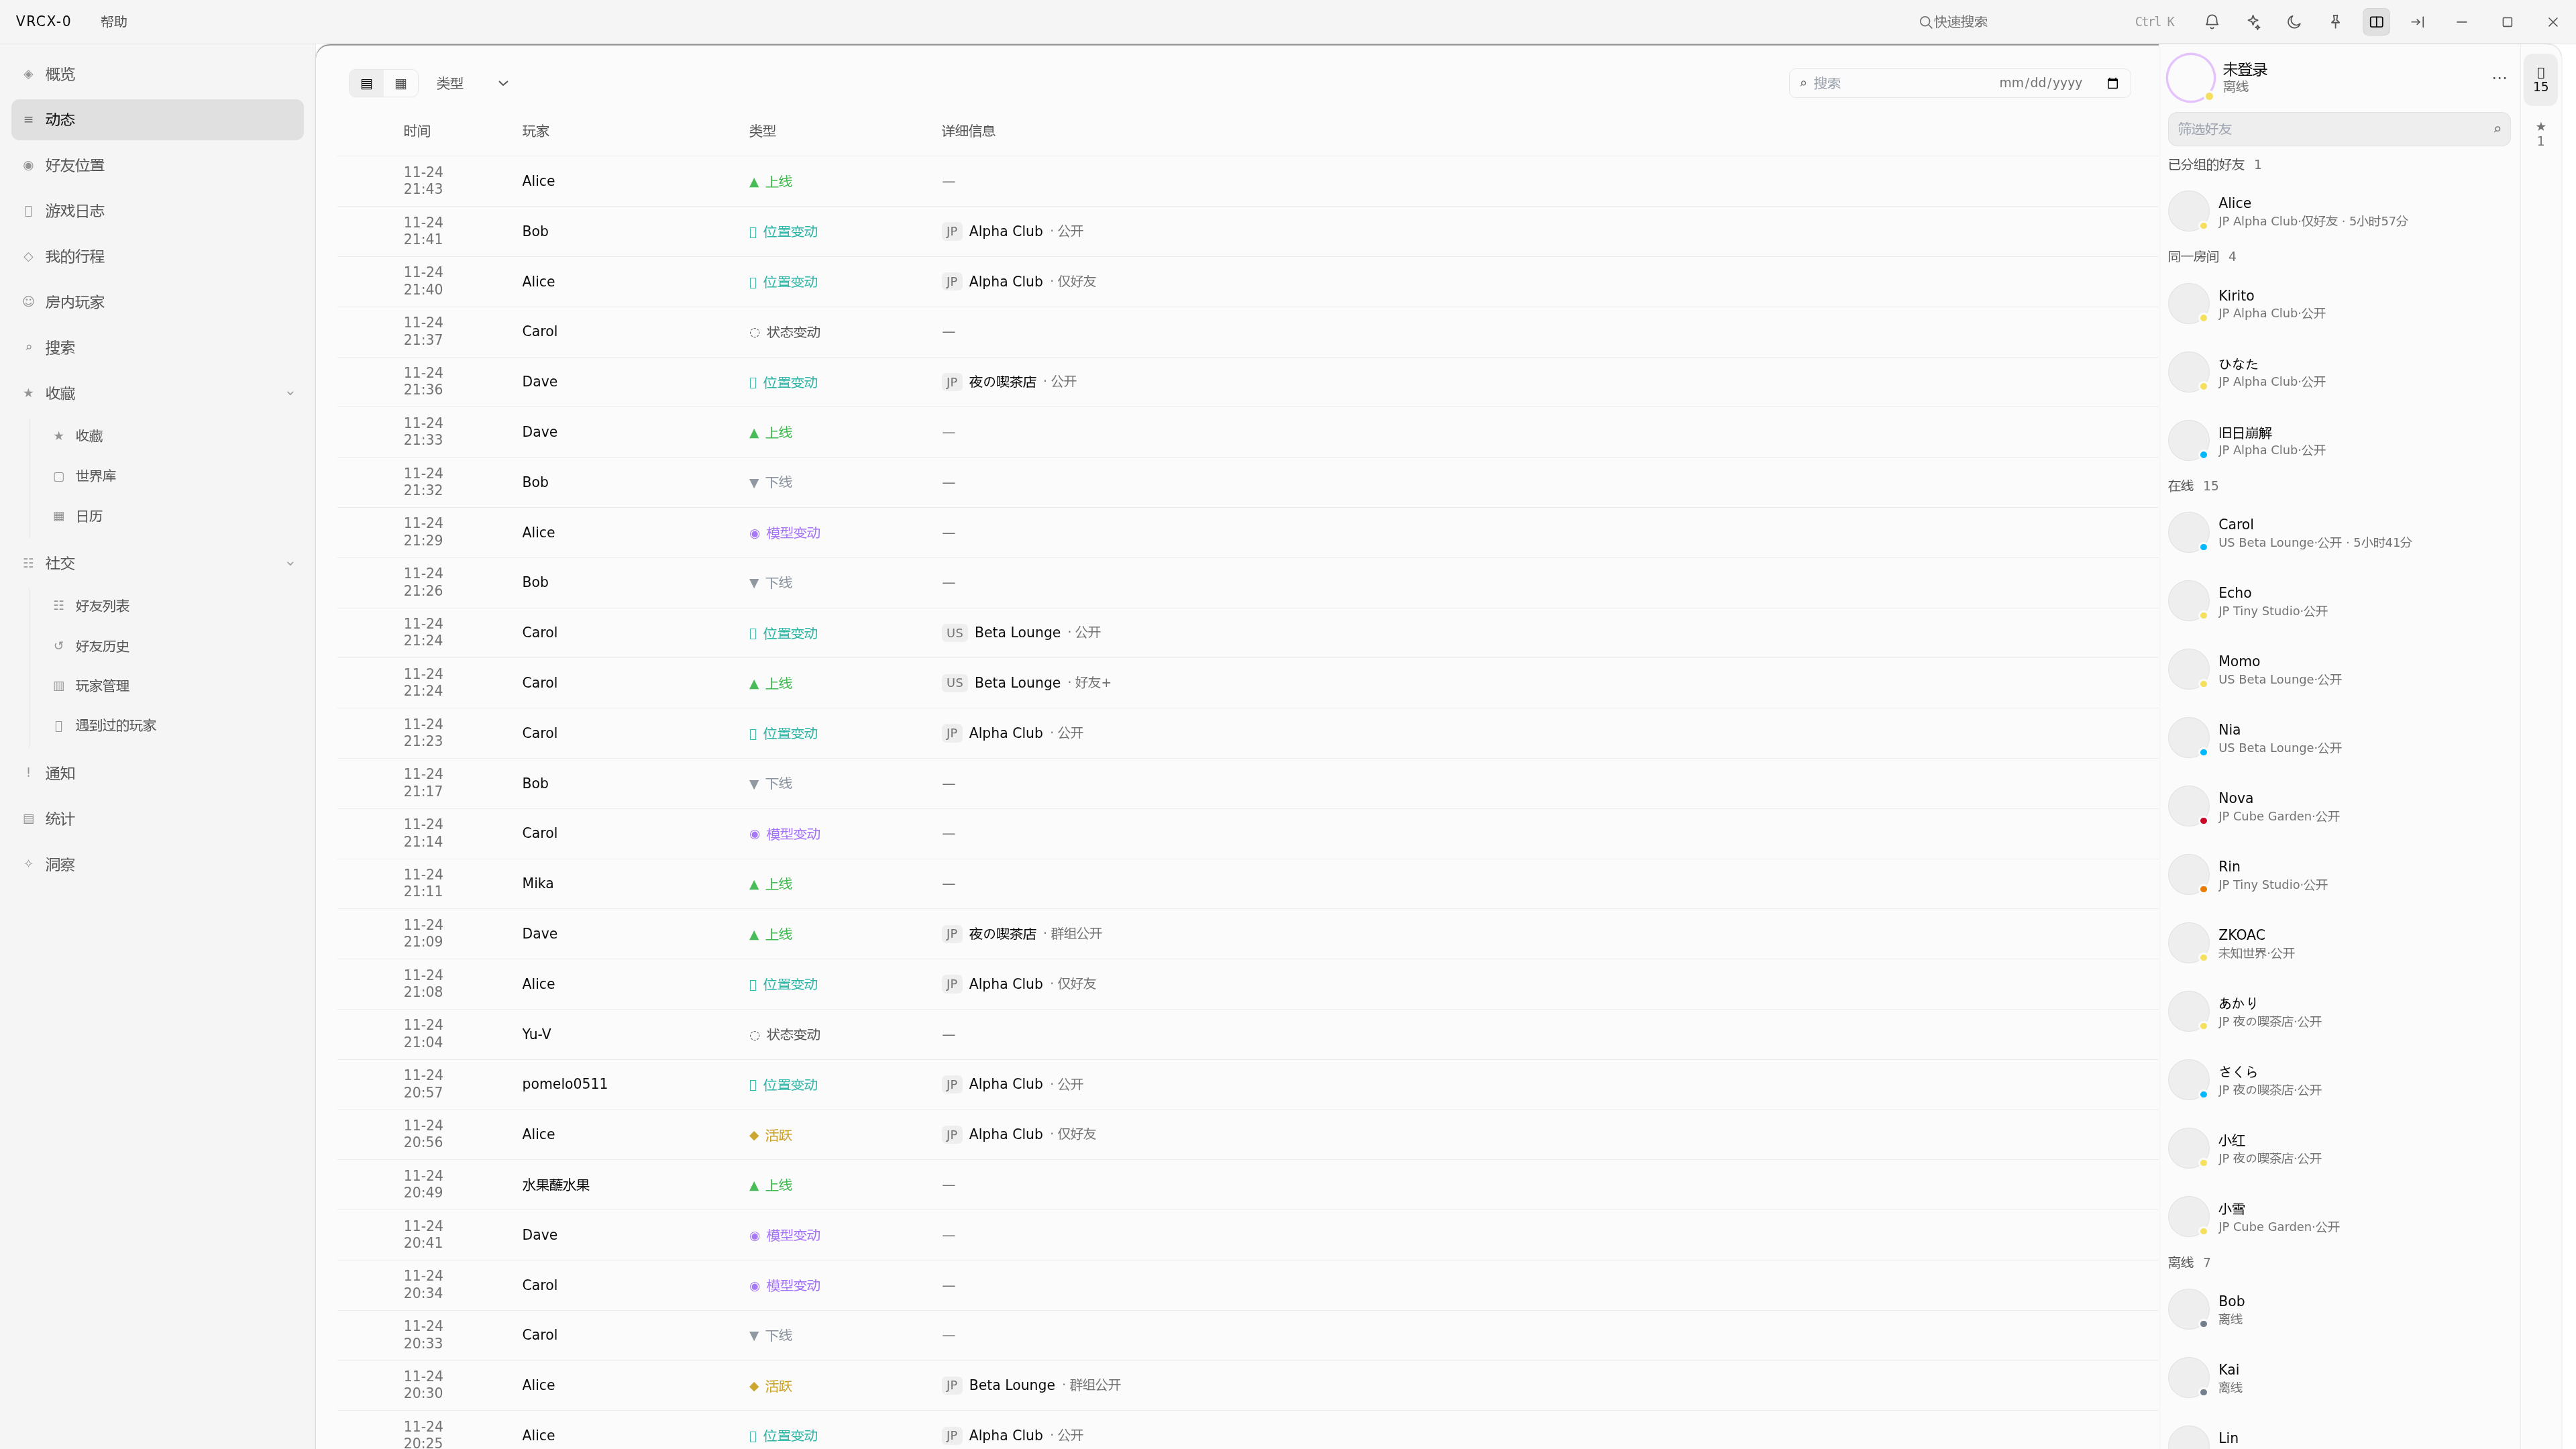 VRCX-0 帮助 快速搜索 Ctrl K
概览
动态
好友位置
游戏日志
我的行程
房内玩家
搜索
收藏
收藏
世界库
日历
社交
好友列表
好友历史
玩家管理
遇到过的玩家
通知
统计
洞察
类型 搜索 mm/dd/yyyy
时间 玩家 类型 详细信息
11-24 21:43 Alice 上线 —
11-24 21:41 Bob 位置变动 JP Alpha Club · 公开
11-24 21:40 Alice 位置变动 JP Alpha Club · 仅好友
11-24 21:37 Carol 状态变动 —
11-24 21:36 Dave 位置变动 JP 夜の喫茶店 · 公开
11-24 21:33 Dave 上线 —
11-24 21:32 Bob 下线 —
11-24 21:29 Alice 模型变动 —
11-24 21:26 Bob 下线 —
11-24 21:24 Carol 位置变动 US Beta Lounge · 公开
11-24 21:24 Carol 上线 US Beta Lounge · 好友+
11-24 21:23 Carol 位置变动 JP Alpha Club · 公开
11-24 21:17 Bob 下线 —
11-24 21:14 Carol 模型变动 —
11-24 21:11 Mika 上线 —
11-24 21:09 Dave 上线 JP 夜の喫茶店 · 群组公开
11-24 21:08 Alice 位置变动 JP Alpha Club · 仅好友
11-24 21:04 Yu-V 状态变动 —
11-24 20:57 pomelo0511 位置变动 JP Alpha Club · 公开
11-24 20:56 Alice 活跃 JP Alpha Club · 仅好友
11-24 20:49 水果蘸水果 上线 —
11-24 20:41 Dave 模型变动 —
11-24 20:34 Carol 模型变动 —
11-24 20:33 Carol 下线 —
11-24 20:30 Alice 活跃 JP Beta Lounge · 群组公开
11-24 20:25 Alice 位置变动 JP Alpha Club · 公开
未登录
离线
筛选好友
已分组的好友 1
Alice
JP Alpha Club·仅好友 · 5小时57分
同一房间 4
Kirito
JP Alpha Club·公开
ひなた
JP Alpha Club·公开
旧日崩解
JP Alpha Club·公开
在线 15
Carol
US Beta Lounge·公开 · 5小时41分
Echo
JP Tiny Studio·公开
Momo
US Beta Lounge·公开
Nia
US Beta Lounge·公开
Nova
JP Cube Garden·公开
Rin
JP Tiny Studio·公开
ZKOAC
未知世界·公开
あかり
JP 夜の喫茶店·公开
さくら
JP 夜の喫茶店·公开
小红
JP 夜の喫茶店·公开
小雪
JP Cube Garden·公开
离线 7
Bob
离线
Kai
离线
Lin
15
1